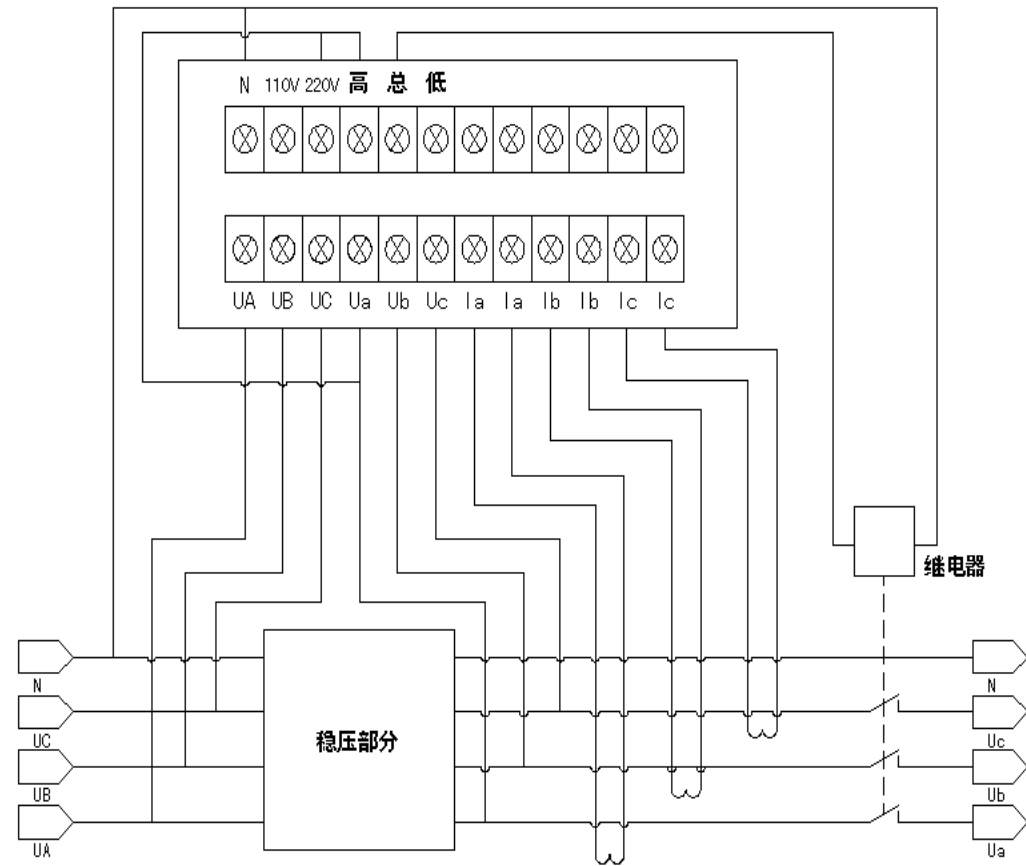 N 110V 220V 高 总 低
UA UB UC Ua Ub Uc Ia Ia Ib Ib Ic Ic
继电器
稳压部分
N
UC
UB
UA
N
Uc
Ub
Ua